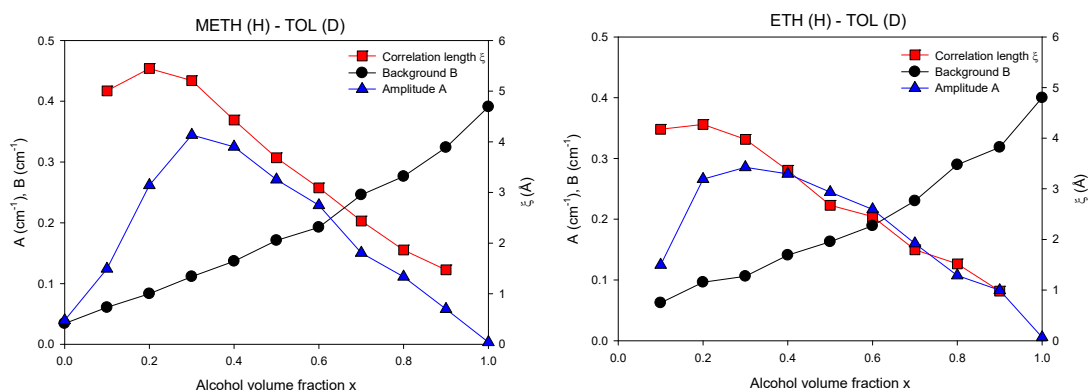 METH (H) - TOL (D)
0.5
0.4
0.3
0.2
0.1
0.0
A (cm⁻¹), B (cm⁻¹)
Correlation length ξ
Background B
Amplitude A
6
5
4
3
2
1
0
ξ (Å)
0.0 0.2 0.4 0.6 0.8 1.0
Alcohol volume fraction x
ETH (H) - TOL (D)
0.5
0.4
0.3
0.2
0.1
0.0
A (cm⁻¹), B (cm⁻¹)
Correlation length ξ
Background B
Amplitude A
6
5
4
3
2
1
0
ξ (Å)
0.0 0.2 0.4 0.6 0.8 1.0
Alcohol volume fraction x